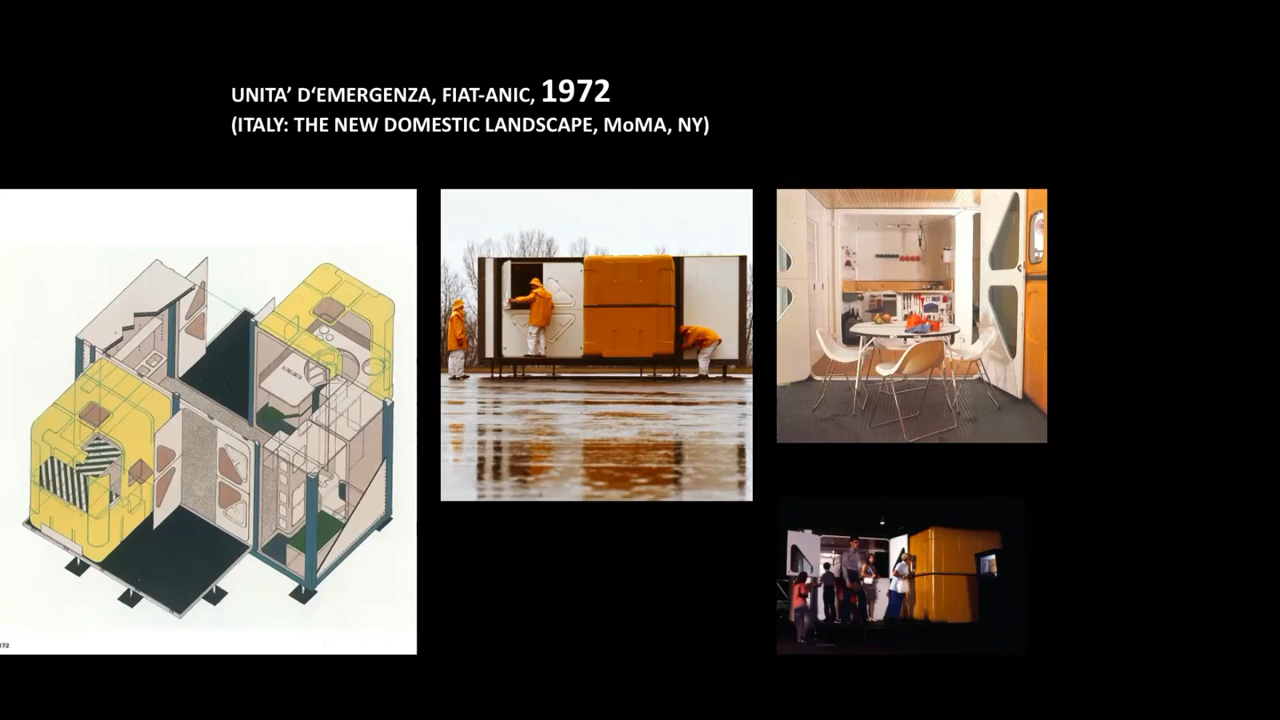 UNITA’ D‘EMERGENZA, FIAT-ANIC, 1972
(ITALY: THE NEW DOMESTIC LANDSCAPE, MoMA, NY)